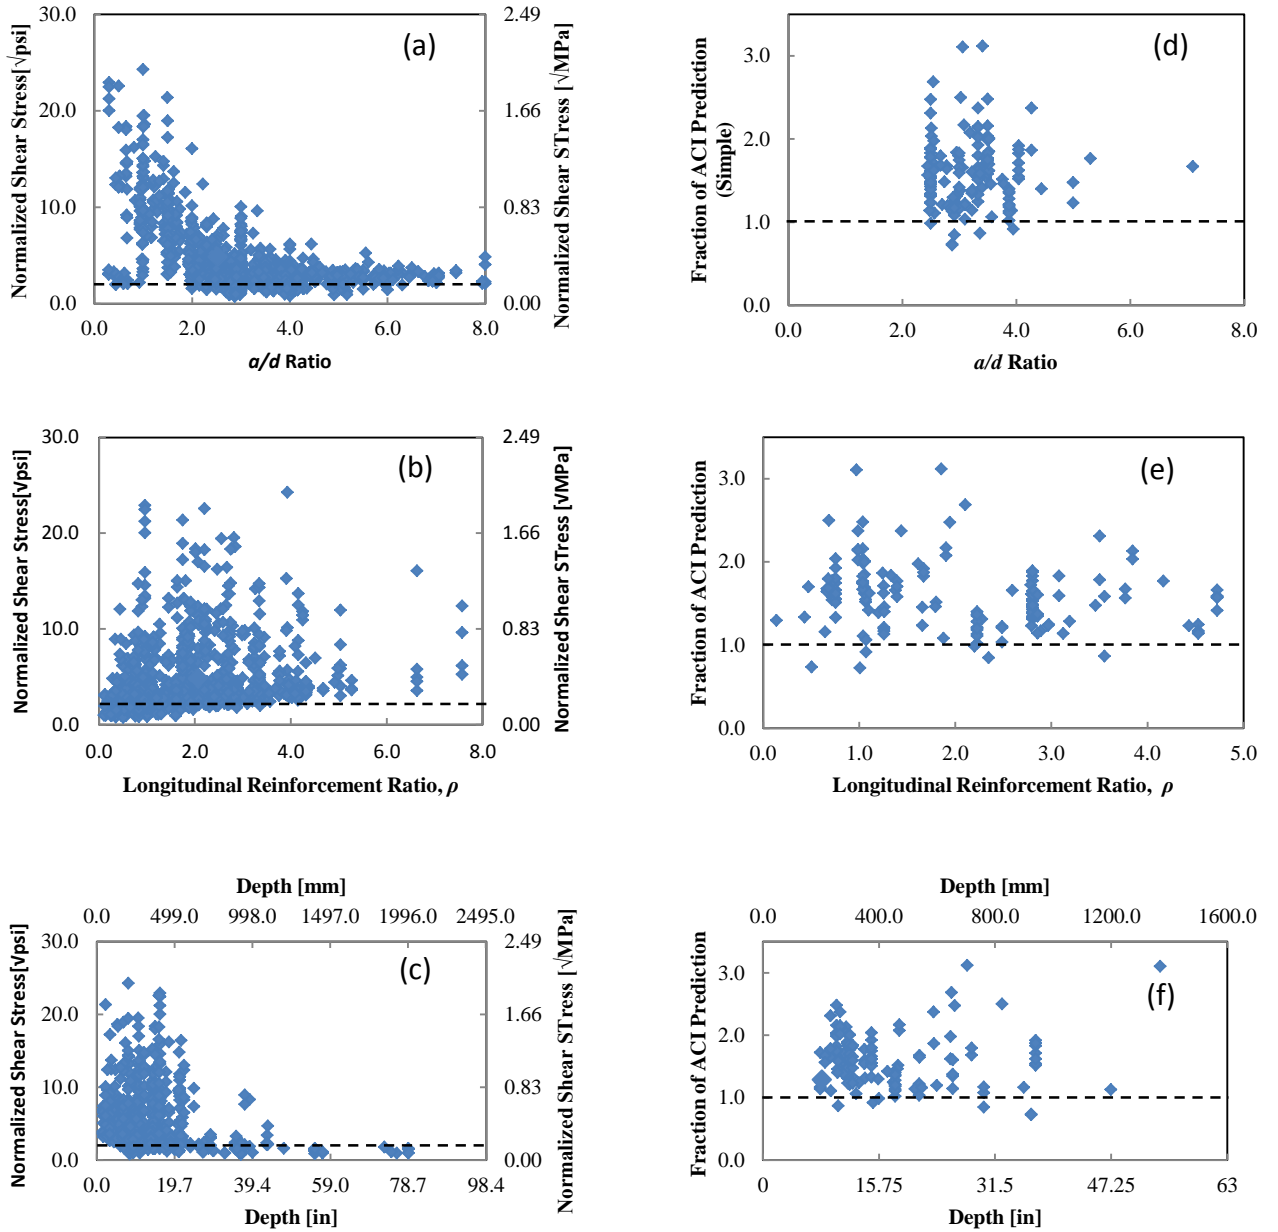 (a)
Normalized Shear Stress[√psi]
30.0
20.0
10.0
0.0
2.49
1.66
0.83
0.00
Normalized Shear STress [√MPa]
0.0 2.0 4.0 6.0 8.0
a/d Ratio
(d)
Fraction of ACI Prediction
(Simple)
3.0
2.0
1.0
0.0
0.0 2.0 4.0 6.0 8.0
a/d Ratio
(b)
Normalized Shear Stress[√psi]
30.0
20.0
10.0
0.0
2.49
1.66
0.83
0.00
Normalized Shear STress [√MPa]
0.0 2.0 4.0 6.0 8.0
Longitudinal Reinforcement Ratio, ρ
(e)
Fraction of ACI Prediction
3.0
2.0
1.0
0.0
0.0 1.0 2.0 3.0 4.0 5.0
Longitudinal Reinforcement Ratio, ρ
Depth [mm]
0.0 499.0 998.0 1497.0 1996.0 2495.0
(c)
Normalized Shear Stress[√psi]
30.0
20.0
10.0
0.0
2.49
1.66
0.83
0.00
Normalized Shear STress [√MPa]
0.0 19.7 39.4 59.0 78.7 98.4
Depth [in]
Depth [mm]
0.0 400.0 800.0 1200.0 1600.0
(f)
Fraction of ACI Prediction
3.0
2.0
1.0
0.0
0 15.75 31.5 47.25 63
Depth [in]